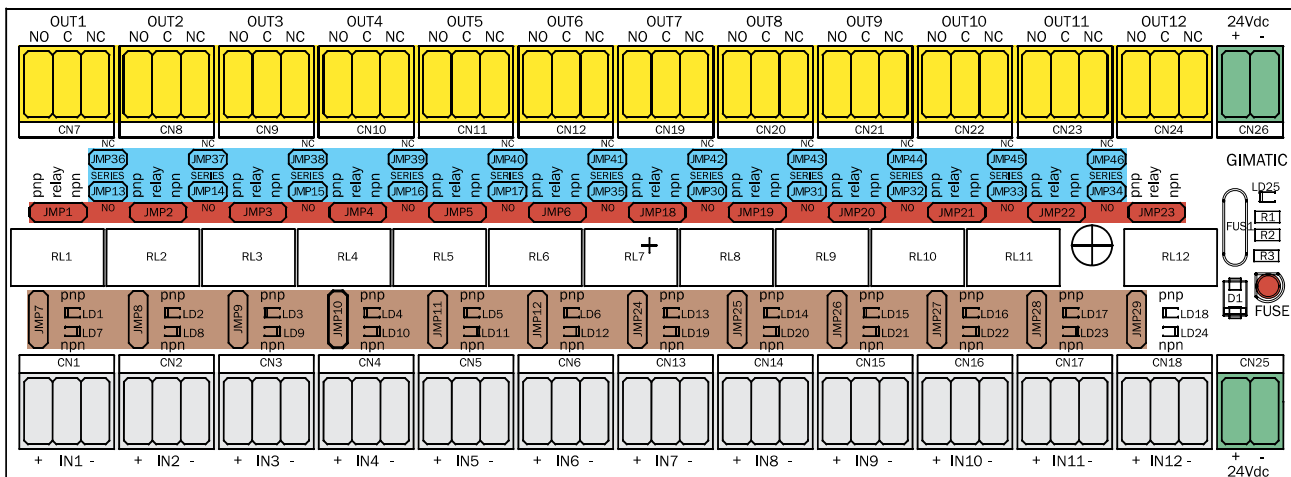 OUT1 OUT2 OUT3 OUT4 OUT5 OUT6 OUT7 OUT8 OUT9 OUT10 OUT11 OUT12 24Vdc
NO C NC NO C NC NO C NC NO C NC NO C NC NO C NC NO C NC NO C NC NO C NC NO C NC NO C NC NO C NC + -
CN7 CN8 CN9 CN10 CN11 CN12 CN19 CN20 CN21 CN22 CN23 CN24 CN26
NC NC NC NC NC NC NC NC NC NC NC
JMP36 JMP37 JMP38 JMP39 JMP40 JMP41 JMP42 JMP43 JMP44 JMP45 JMP46 GIMATIC
pnp relay npn pnp relay npn pnp relay npn pnp relay npn pnp relay npn pnp relay npn pnp relay npn pnp relay npn pnp relay npn pnp relay npn pnp relay npn pnp relay npn
SERIES SERIES SERIES SERIES SERIES SERIES SERIES SERIES SERIES SERIES SERIES
JMP13 JMP14 JMP15 JMP16 JMP17 JMP35 JMP30 JMP31 JMP32 JMP33 JMP34 LD25
NO NO NO NO NO NO NO NO NO NO NO
JMP1 JMP2 JMP3 JMP4 JMP5 JMP6 JMP18 JMP19 JMP20 JMP21 JMP22 JMP23
R1
FUS1
R2
RL1 RL2 RL3 RL4 RL5 RL6 RL7 RL8 RL9 RL10 RL11 RL12 R3
pnp pnp pnp pnp pnp pnp pnp pnp pnp pnp pnp pnp
JMP7 JMP8 JMP9 JMP10 JMP11 JMP12 JMP24 JMP25 JMP26 JMP27 JMP28 JMP29 D1
LD1 LD2 LD3 LD4 LD5 LD6 LD13 LD14 LD15 LD16 LD17 LD18 FUSE
LD7 LD8 LD9 LD10 LD11 LD12 LD19 LD20 LD21 LD22 LD23 LD24
npn npn npn npn npn npn npn npn npn npn npn npn
CN1 CN2 CN3 CN4 CN5 CN6 CN13 CN14 CN15 CN16 CN17 CN18 CN25
+ IN1 - + IN2 - + IN3 - + IN4 - + IN5 - + IN6 - + IN7 - + IN8 - + IN9 - + IN10 - + IN11 - + IN12 - + -
24Vdc